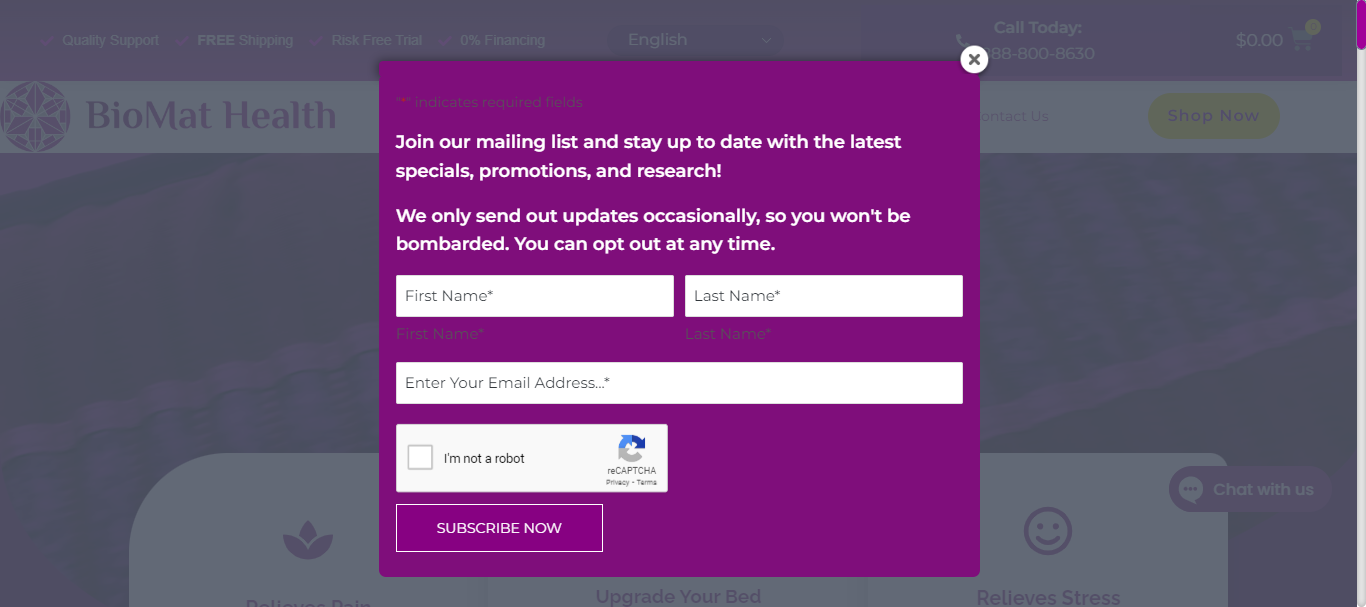 Quality Support
FREE Shipping
Risk Free Trial
0% Financing
English
Call Today:
88-800-8630
$0.00
0
BioMat Health
ontact Us
Shop Now
"*" indicates required fields
Join our mailing list and stay up to date with the latest
specials, promotions, and research!
We only send out updates occasionally, so you won't be
bombarded. You can opt out at any time.
First Name*
Last Name*
First Name*
Last Name*
Enter Your Email Address...*
I'm not a robot
reCAPTCHA
Privacy - Terms
SUBSCRIBE NOW
Chat with us
Relieves Pain
Upgrade Your Bed
Relieves Stress